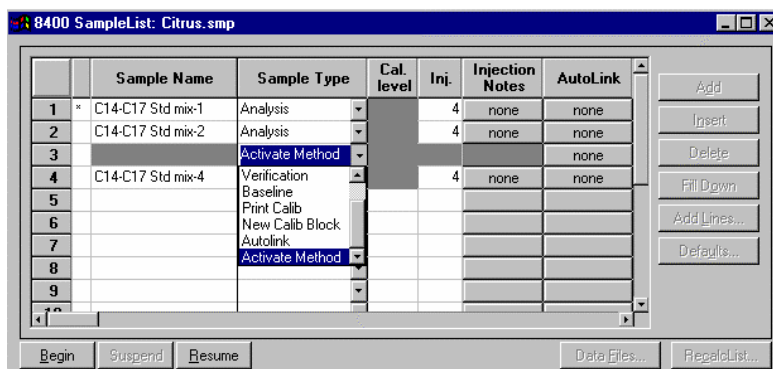 8400 SampleList: Citrus.smp
Sample Name Sample Type Cal. level Inj. Injection Notes AutoLink
1 * C14-C17 Std mix-1 Analysis 4 none none
2 C14-C17 Std mix-2 Analysis 4 none none
3 Activate Method none
4 C14-C17 Std mix-4 Verification 4 none none
5 Baseline
Print Calib
6 New Calib Block
7 Autolink
8 Activate Method
9
Add
Insert
Delete
Fill Down
Add Lines...
Defaults...
Begin Suspend Resume Data Files... RecalcList...